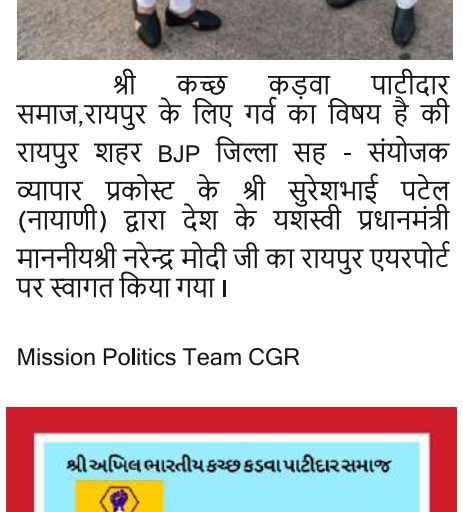 श्री कच्छ कड़वा पाटीदार
समाज,रायपुर के लिए गर्व का विषय है की
रायपुर शहर BJP जिल्ला सह - संयोजक
व्यापार प्रकोस्ट के श्री सुरेशभाई पटेल
(नायाणी) द्वारा देश के यशस्वी प्रधानमंत्री
माननीयश्री नरेन्द्र मोदी जी का रायपुर एयरपोर्ट
पर स्वागत किया गया।
Mission Politics Team CGR
શ્રી અખિલ ભારતીય કચ્છ કડવા પાટીદાર સમાજ